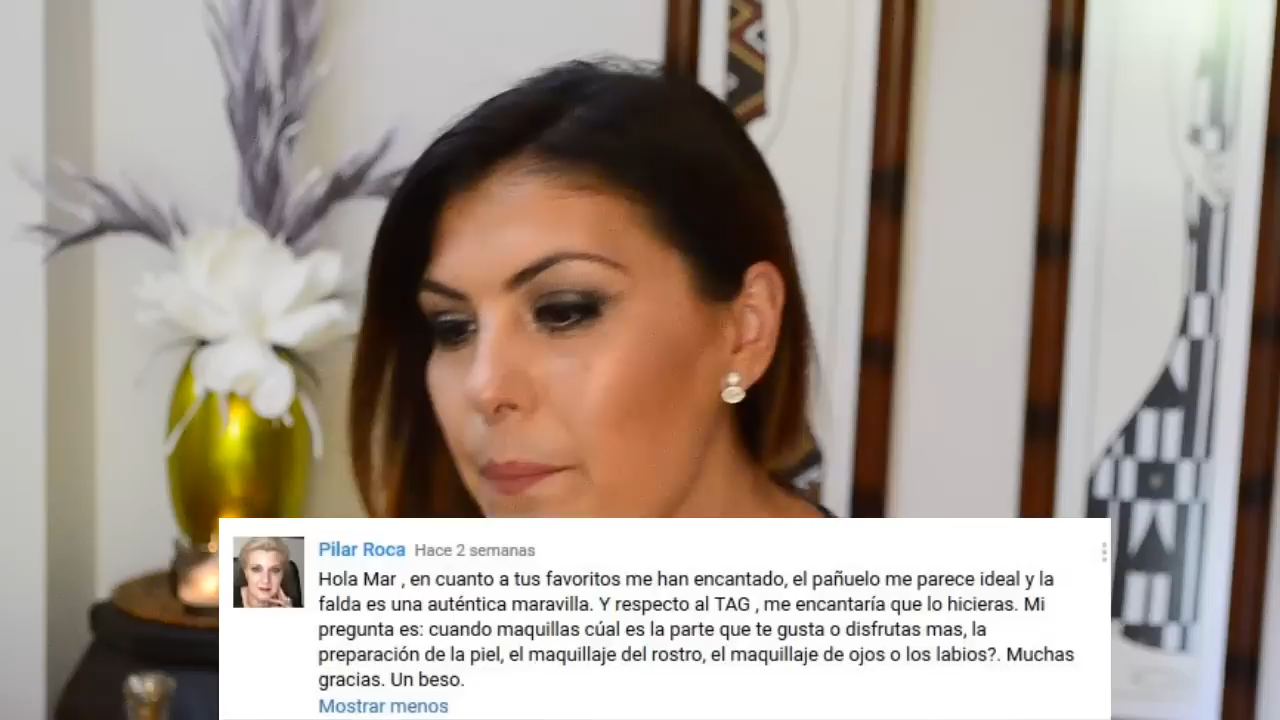 Pilar Roca Hace 2 semanas
Hola Mar , en cuanto a tus favoritos me han encantado, el pañuelo me parece ideal y la
falda es una auténtica maravilla. Y respecto al TAG , me encantaría que lo hicieras. Mi
pregunta es: cuando maquillas cúal es la parte que te gusta o disfrutas mas, la
preparación de la piel, el maquillaje del rostro, el maquillaje de ojos o los labios?. Muchas
gracias. Un beso.
Mostrar menos